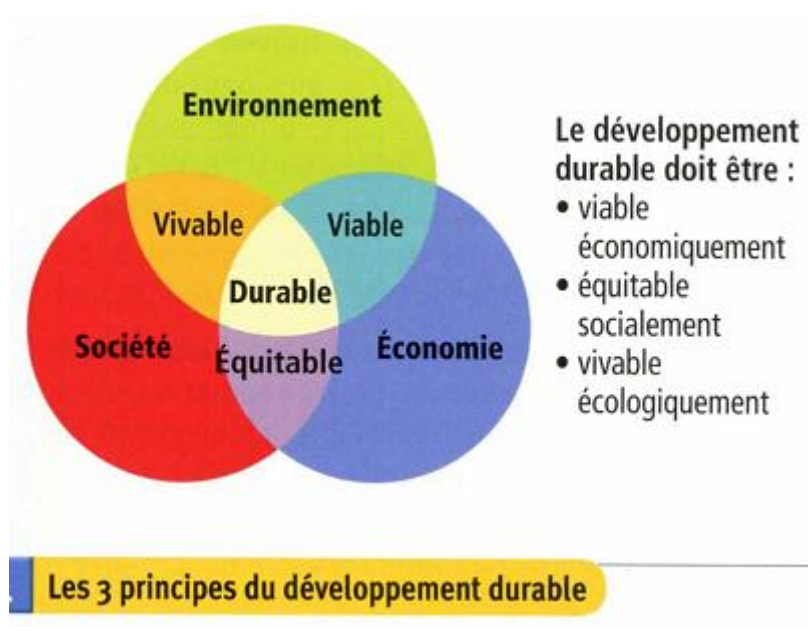 Environnement
Vivable
Viable
Durable
Société
Équitable
Économie
Le développement
durable doit être :
• viable
économiquement
• équitable
socialement
• vivable
écologiquement
Les 3 principes du développement durable